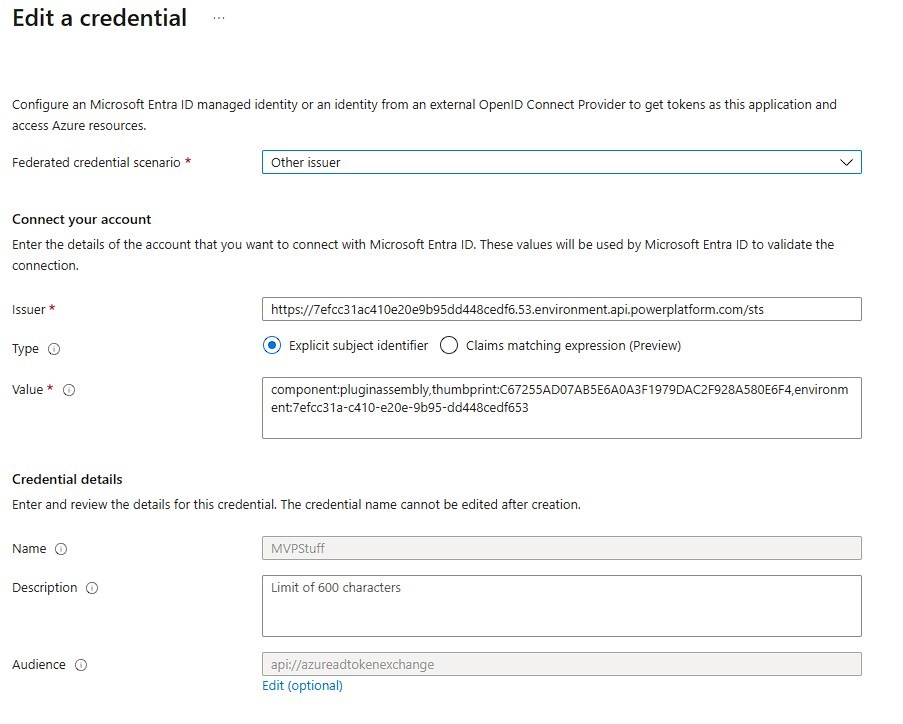 Edit a credential ...
Configure an Microsoft Entra ID managed identity or an identity from an external OpenID Connect Provider to get tokens as this application and
access Azure resources.
Federated credential scenario * Other issuer
Connect your account
Enter the details of the account that you want to connect with Microsoft Entra ID. These values will be used by Microsoft Entra ID to validate the
connection.
Issuer * https://7efcc31ac410e20e9b95dd448cedf6.53.environment.api.powerplatform.com/sts
Type Explicit subject identifier Claims matching expression (Preview)
Value * component:pluginassembly,thumbprint:C67255AD07AB5E6A0A3F1979DAC2F928A580E6F4,environm
ent:7efcc31a-c410-e20e-9b95-dd448cedf653
Credential details
Enter and review the details for this credential. The credential name cannot be edited after creation.
Name MVPStuff
Description Limit of 600 characters
Audience api://azureadtokenexchange
Edit (optional)